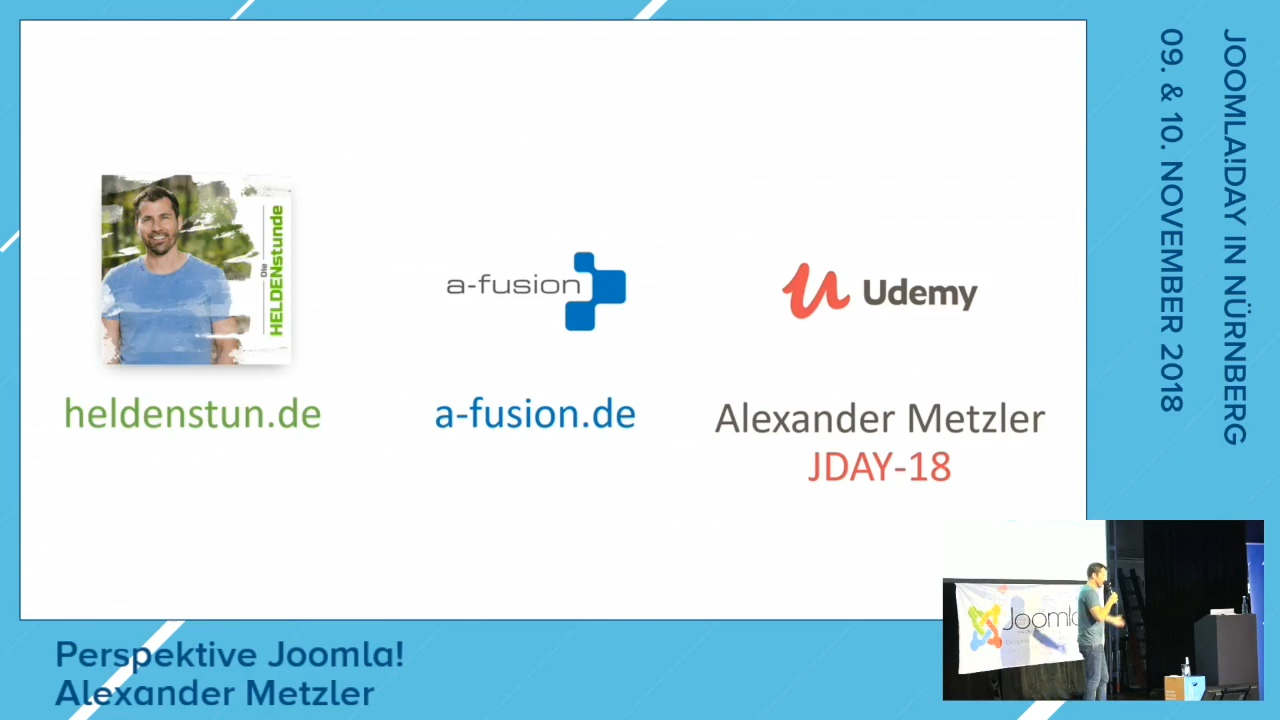 Die
HELDENstunde
heldenstun.de
a-fusion
a-fusion.de
Udemy
Alexander Metzler
JDAY-18
JOOMLA!DAY IN NÜRNBERG
09. & 10. NOVEMBER 2018
Perspektive Joomla!
Alexander Metzler